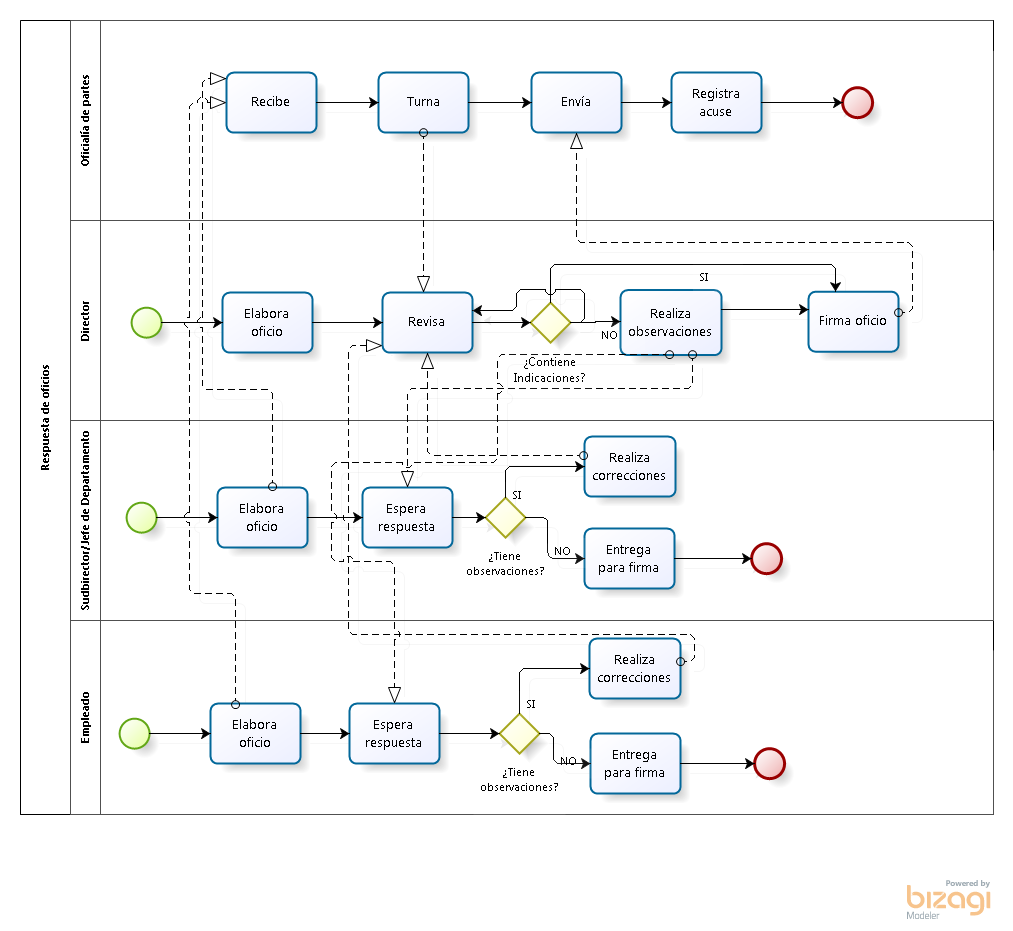 Respuesta de oficios
Oficialía de partes
Recibe
Turna
Envía
Registra
acuse
Director
Elabora
oficio
Revisa
SI
NO
¿Contiene
Indicaciones?
Realiza
observaciones
Firma oficio
Sudbirector/Jefe de Departamento
Elabora
oficio
Espera
respuesta
SI
¿Tiene
observaciones?
NO
Realiza
correcciones
Entrega
para firma
Empleado
Elabora
oficio
Espera
respuesta
SI
¿Tiene
observaciones?
NO
Realiza
correcciones
Entrega
para firma
Powered by
bizagi
Modeler